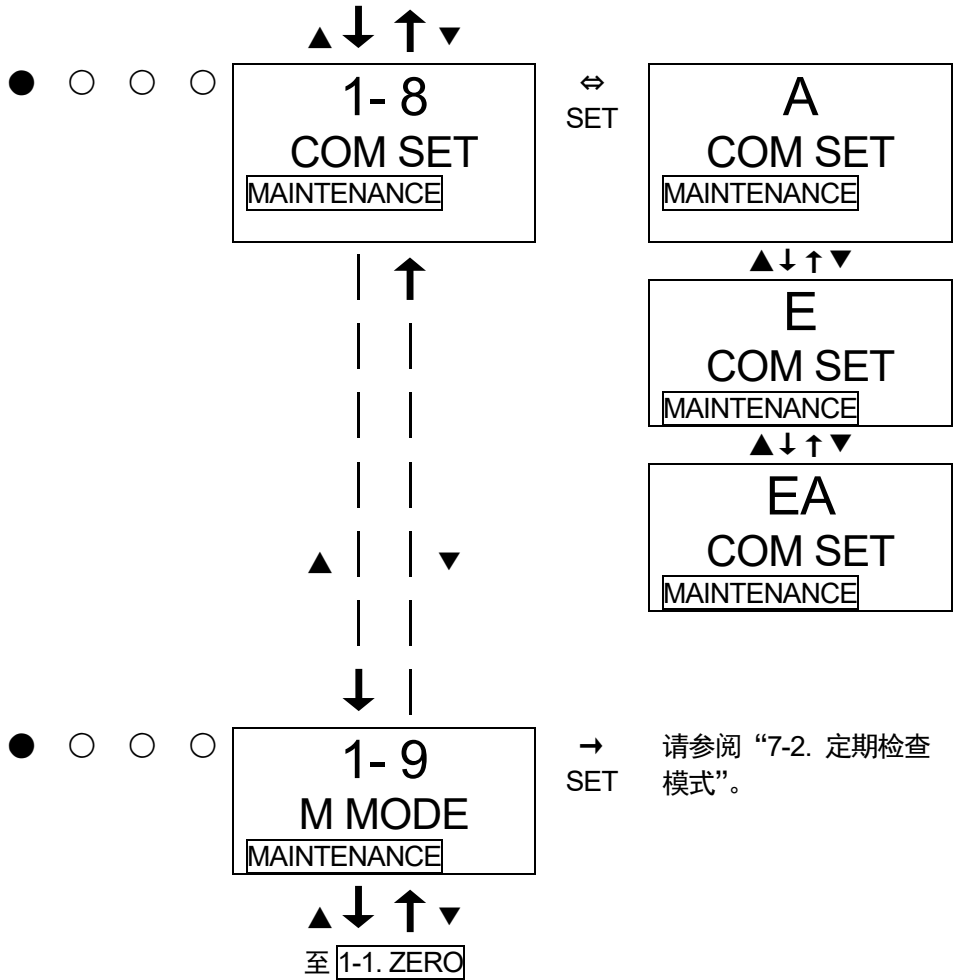 ▲ ↓ ↑ ▼
● ○ ○ ○
1- 8
COM SET
MAINTENANCE
⇔
SET
A
COM SET
MAINTENANCE
▲↓↑▼
E
COM SET
MAINTENANCE
▲↓↑▼
EA
COM SET
MAINTENANCE
▲ ▼
● ○ ○ ○
1- 9
M MODE
MAINTENANCE
→
SET
请参阅“7-2. 定期检查
模式”。
▲ ↓ ↑ ▼
至 1-1. ZERO